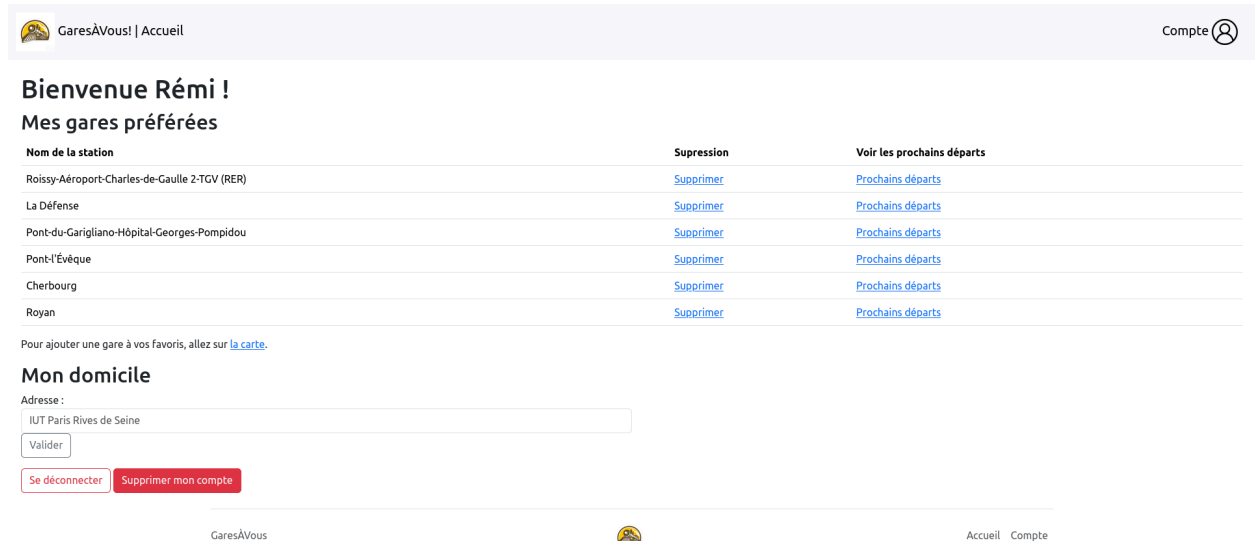 GaresÀVous! | Accueil Compte
Bienvenue Rémi !
Mes gares préférées
Nom de la station Supression Voir les prochains départs
Roissy-Aéroport-Charles-de-Gaulle 2-TGV (RER) Supprimer Prochains départs
La Défense Supprimer Prochains départs
Pont-du-Garigliano-Hôpital-Georges-Pompidou Supprimer Prochains départs
Pont-l'Évêque Supprimer Prochains départs
Cherbourg Supprimer Prochains départs
Royan Supprimer Prochains départs
Pour ajouter une gare à vos favoris, allez sur la carte.
Mon domicile
Adresse :
IUT Paris Rives de Seine
Valider
Se déconnecter Supprimer mon compte
GaresÀVous Accueil Compte